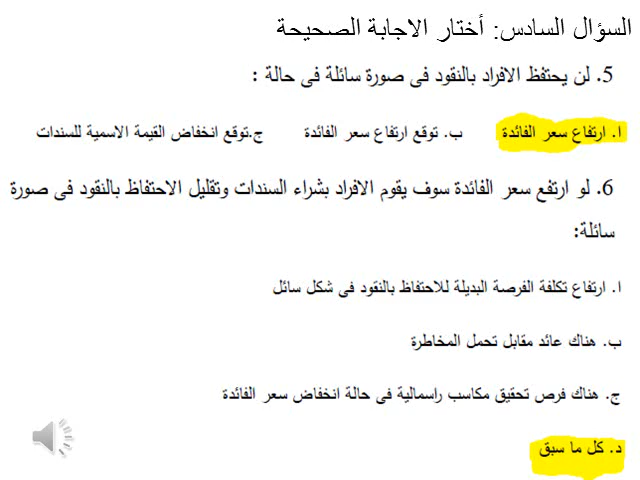 السؤال السادس: أختار الاجابة الصحيحة
5. لن يحتفظ الافراد بالنقود فى صورة سائلة فى حالة :
ا. ارتفاع سعر الفائدة ب. توقع ارتفاع سعر الفائدة ج.توقع انخفاض القيمة الاسمية للسندات
6. لو ارتفع سعر الفائدة سوف يقوم الافراد بشراء السندات وتقليل الاحتفاظ بالنقود فى صورة
سائلة:
ا. ارتفاع تكلفة الفرصة البديلة للاحتفاظ بالنقود فى شكل سائل
ب. هناك عائد مقابل تحمل المخاطرة
ج. هناك فرص تحقيق مكاسب راسمالية فى حالة انخفاض سعر الفائدة
د. كل ما سبق